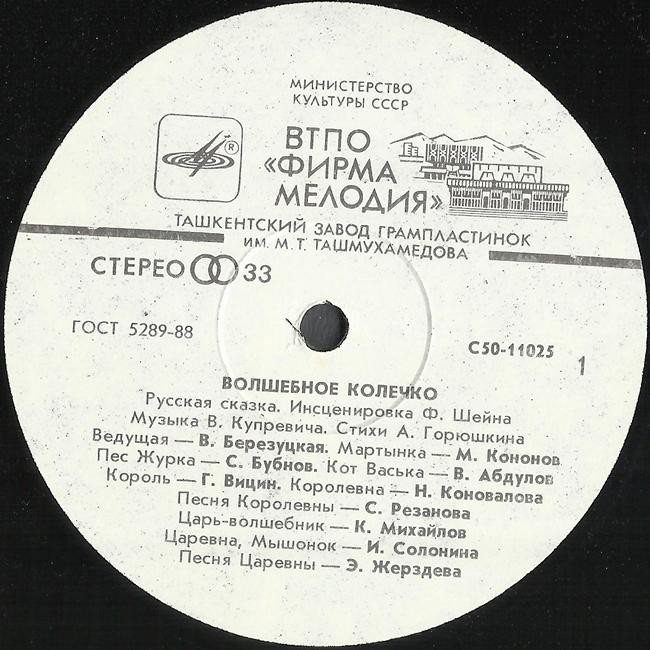 МИНИСТЕРСТВО
КУЛЬТУРЫ СССР
ВТПО
«ФИРМА
МЕЛОДИЯ»
®
ТАШКЕНТСКИЙ ЗАВОД ГРАМПЛАСТИНОК
ИМ. М. Т. ТАШМУХАМЕДОВА
СТЕРЕО 33
ГОСТ 5289-88
С50-11025
1
ВОЛШЕБНОЕ КОЛЕЧКО
Русская сказка. Инсценировка Ф. Шейна
Музыка В. Купревича. Стихи А. Горюшкина
Ведущая — В. Березуцкая. Мартынка — М. Кононов
Пес Журка — С. Бубнов. Кот Васька — В. Абдулов
Король — Г. Вицин. Королевна — Н. Коновалова
Песня Королевны — С. Резанова
Царь-волшебник — К. Михайлов
Царевна, Мышонок — И. Солонина
Песня Царевны — Э. Жерздева